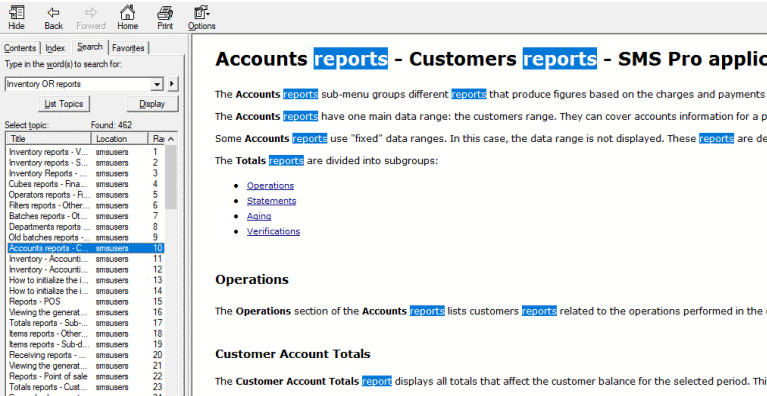 Hide Back Forward Home Print Options
Contents Index Search Favorites
Type in the word(s) to search for:
Inventory OR reports
List Topics Display
Select topic: Found: 462
Title Location Ra
Inventory reports - V... smsusers 1
Inventory reports - S... smsusers 2
Inventory Reports - ... smsusers 3
Cubes reports - Fina... smsusers 4
Operators reports - Fi... smsusers 5
Filters reports - Other... smsusers 6
Batches reports - Ot... smsusers 7
Departments reports ... smsusers 8
Old batches reports -... smsusers 9
Accounts reports - C... smsusers 10
Inventory - Accounti... smsusers 11
Inventory - Accounti... smsusers 12
How to initialize the i... smsusers 13
How to initialize the i... smsusers 14
Reports - POS smsusers 15
Viewing the generat... smsusers 16
Totals reports - Sub-... smsusers 17
Items reports - Other... smsusers 18
Items reports - Sub-d... smsusers 19
Receiving reports - ... smsusers 20
Viewing the generat... smsusers 21
Reports - Point of sale smsusers 22
Totals reports - Cust... smsusers 23
Accounts reports - Customers reports - SMS Pro applic
The Accounts reports sub-menu groups different reports that produce figures based on the charges and payments
The Accounts reports have one main data range: the customers range. They can cover accounts information for a p
Some Accounts reports use "fixed" data ranges. In this case, the data range is not displayed. These reports are de
The Totals reports are divided into subgroups:
• Operations
• Statements
• Aging
• Verifications
Operations
The Operations section of the Accounts reports lists customers reports related to the operations performed in the
Customer Account Totals
The Customer Account Totals report displays all totals that affect the customer balance for the selected period. Thi